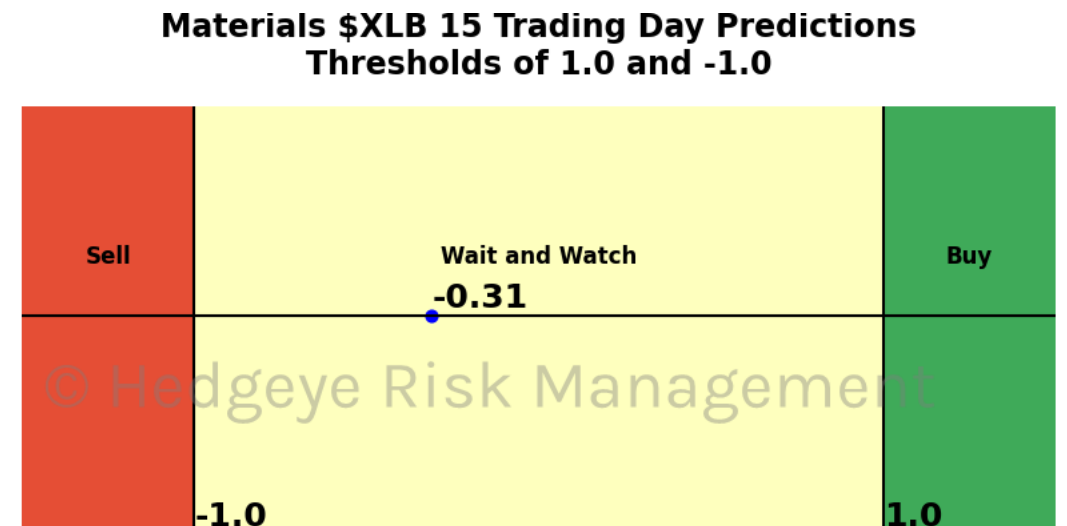 Materials $XLB 15 Trading Day Predictions
Thresholds of 1.0 and -1.0
Sell
Wait and Watch
Buy
-0.31
© Hedgeye Risk Management
-1.0
1.0